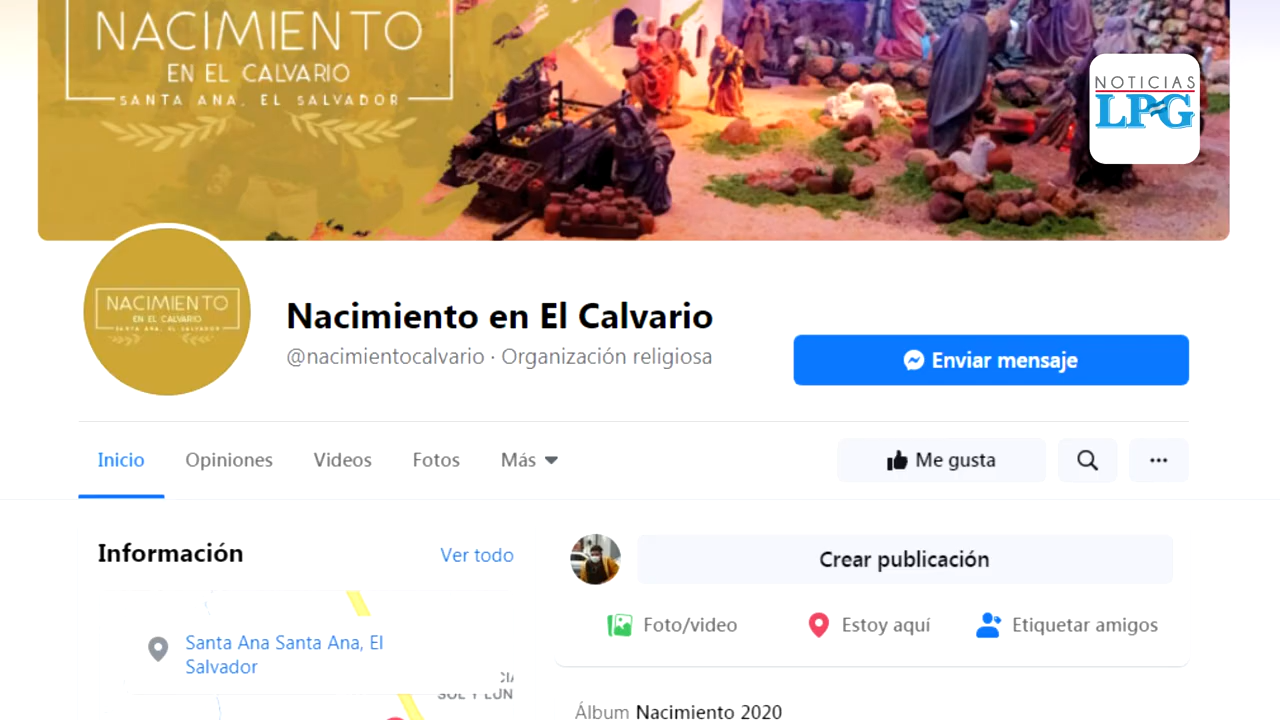 NACIMIENTO
EN EL CALVARIO
SANTA ANA, EL SALVADOR
NOTICIAS
LPG
NACIMIENTO
EN EL CALVARIO
SANTA ANA, EL SALVADOR
Nacimiento en El Calvario
@nacimientocalvario · Organización religiosa
Enviar mensaje
Inicio Opiniones Videos Fotos Más
Me gusta
Información Ver todo
Crear publicación
Foto/video Estoy aquí Etiquetar amigos
Santa Ana Santa Ana, El
Salvador
Álbum Nacimiento 2020